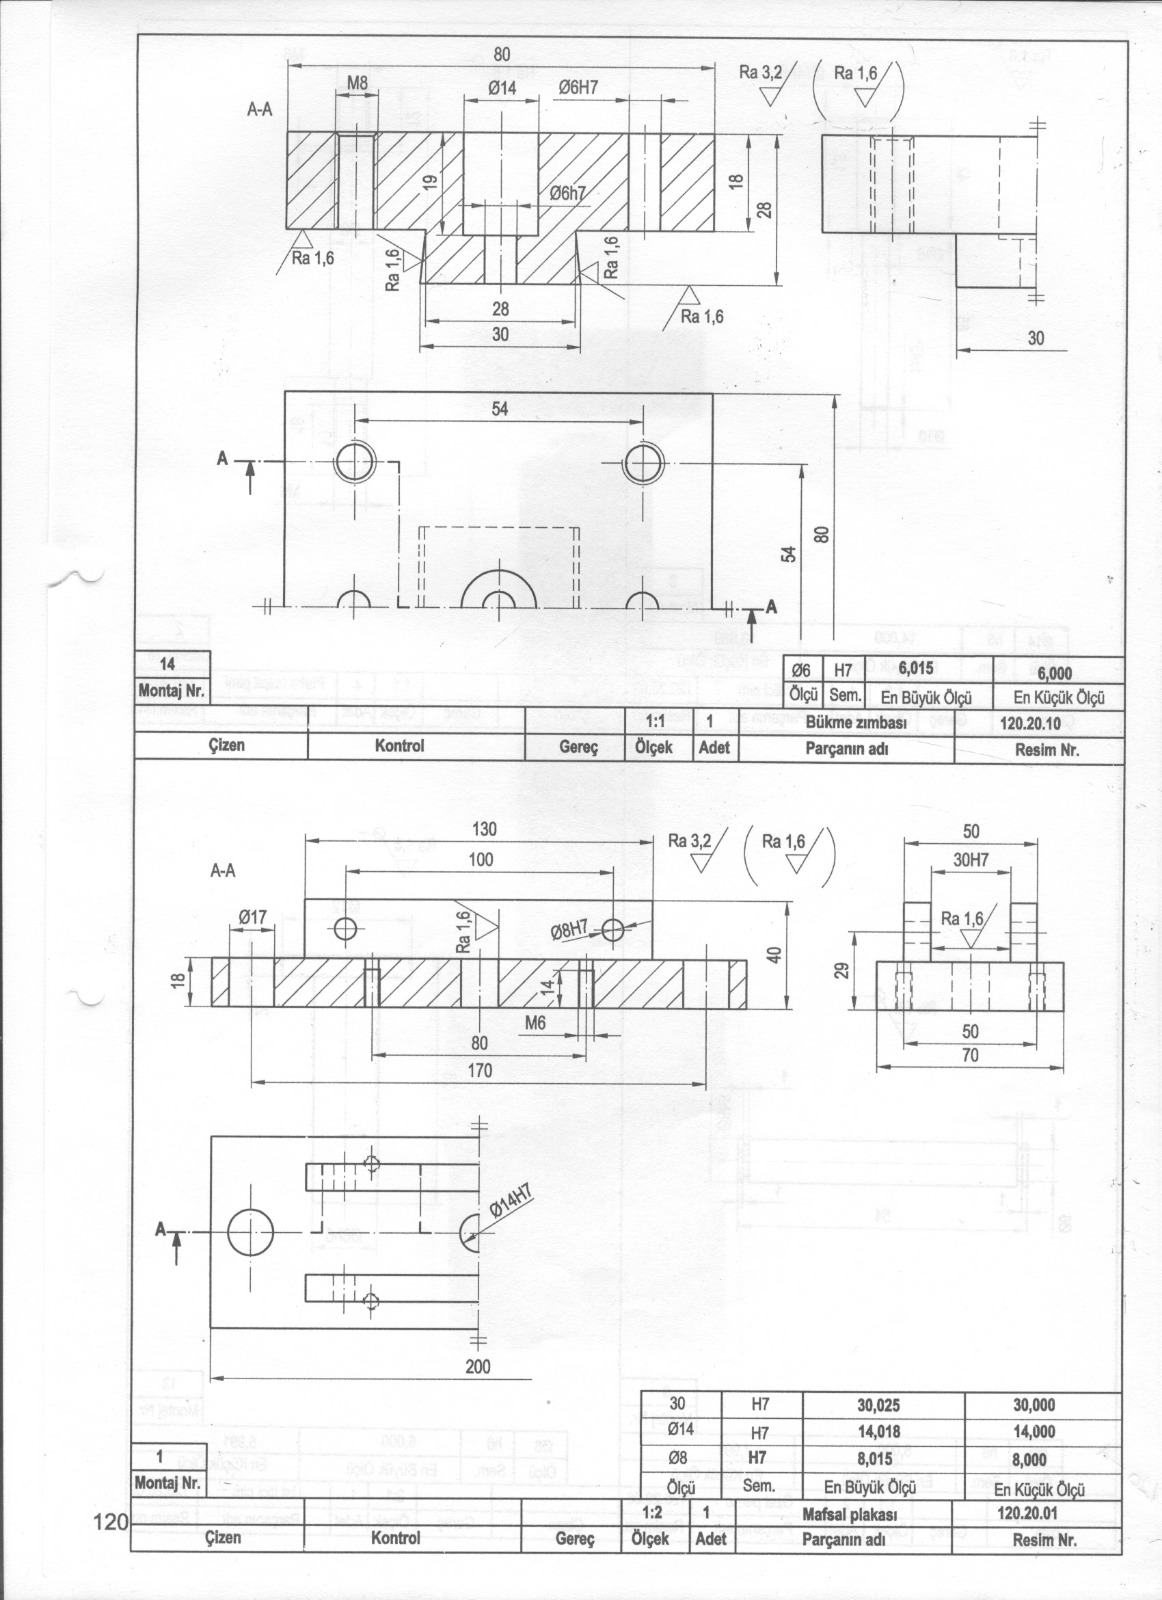 80
M8
Ø14
Ø6H7
Ra 3,2
Ra 1,6
A-A
19
Ø6h7
18
28
Ra 1,6
Ra 1,6
Ra 1,6
Ra 1,6
28
30
30
54
A
54
80
A
14
Montaj Nr.
Ø6 H7 6,015 6,000
Ölçü Sem. En Büyük Ölçü En Küçük Ölçü
1:1 1 Bükme zımbası 120.20.10
Çizen Kontrol Gereç Ölçek Adet Parçanın adı Resim Nr.
130
100
Ra 3,2
Ra 1,6
50
30H7
A-A
Ø17
Ra 1,6
Ø8H7
Ra 1,6
18
14
40
29
M6
80
170
50
70
Ø14H7
A
200
30 H7 30,025 30,000
Ø14 H7 14,018 14,000
Ø8 H7 8,015 8,000
Ölçü Sem. En Büyük Ölçü En Küçük Ölçü
1
Montaj Nr.
1:2 1 Mafsal plakası 120.20.01
120
Çizen Kontrol Gereç Ölçek Adet Parçanın adı Resim Nr.